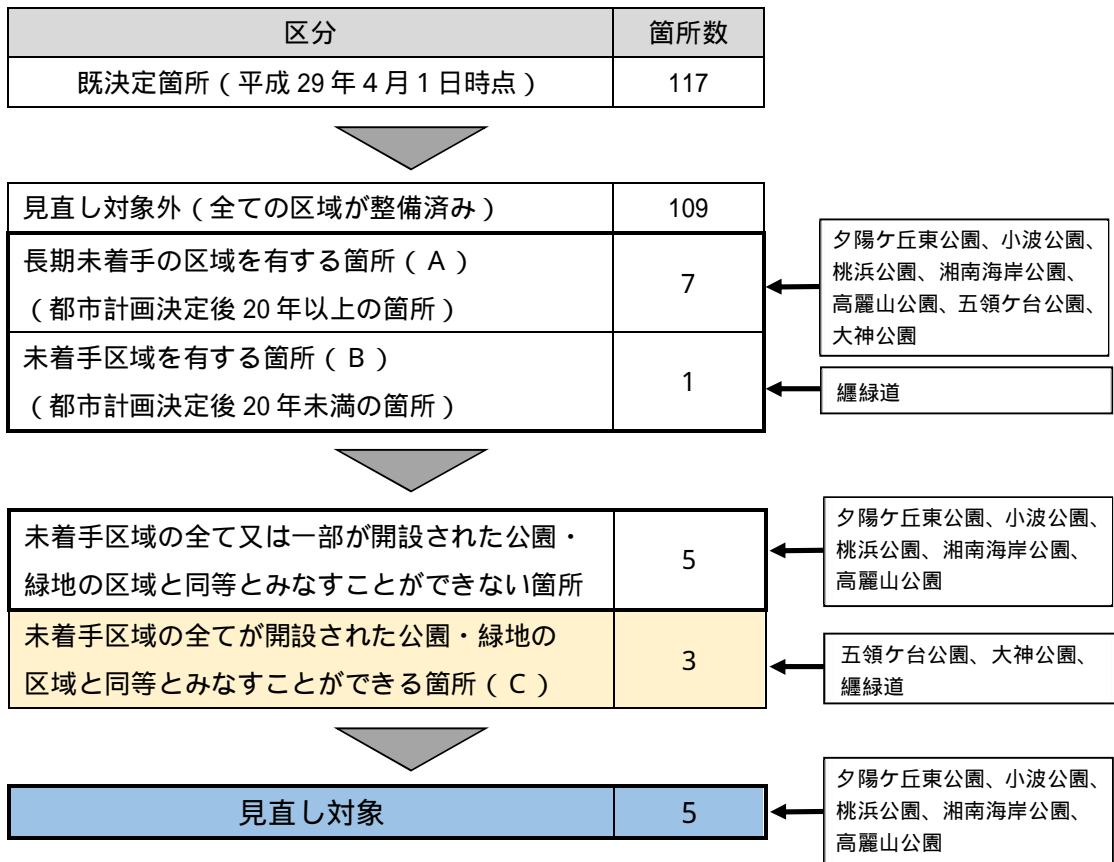 区分 箇所数
既決定箇所（平成 29 年 4 月 1 日時点） 117
見直し対象外（全ての区域が整備済み） 109
長期未着手の区域を有する箇所（A）
（都市計画決定後 20 年以上の箇所）
7
夕陽ケ丘東公園、小波公園、
桃浜公園、湘南海岸公園、
高麗山公園、五領ケ台公園、
大神公園
未着手区域を有する箇所（B）
（都市計画決定後 20 年未満の箇所）
1
纒緑道
未着手区域の全て又は一部が開設された公園・
緑地の区域と同等とみなすことができない箇所
5
夕陽ケ丘東公園、小波公園、
桃浜公園、湘南海岸公園、
高麗山公園
未着手区域の全てが開設された公園・緑地の
区域と同等とみなすことができる箇所（C）
3
五領ケ台公園、大神公園、
纒緑道
見直し対象 5
夕陽ケ丘東公園、小波公園、
桃浜公園、湘南海岸公園、
高麗山公園